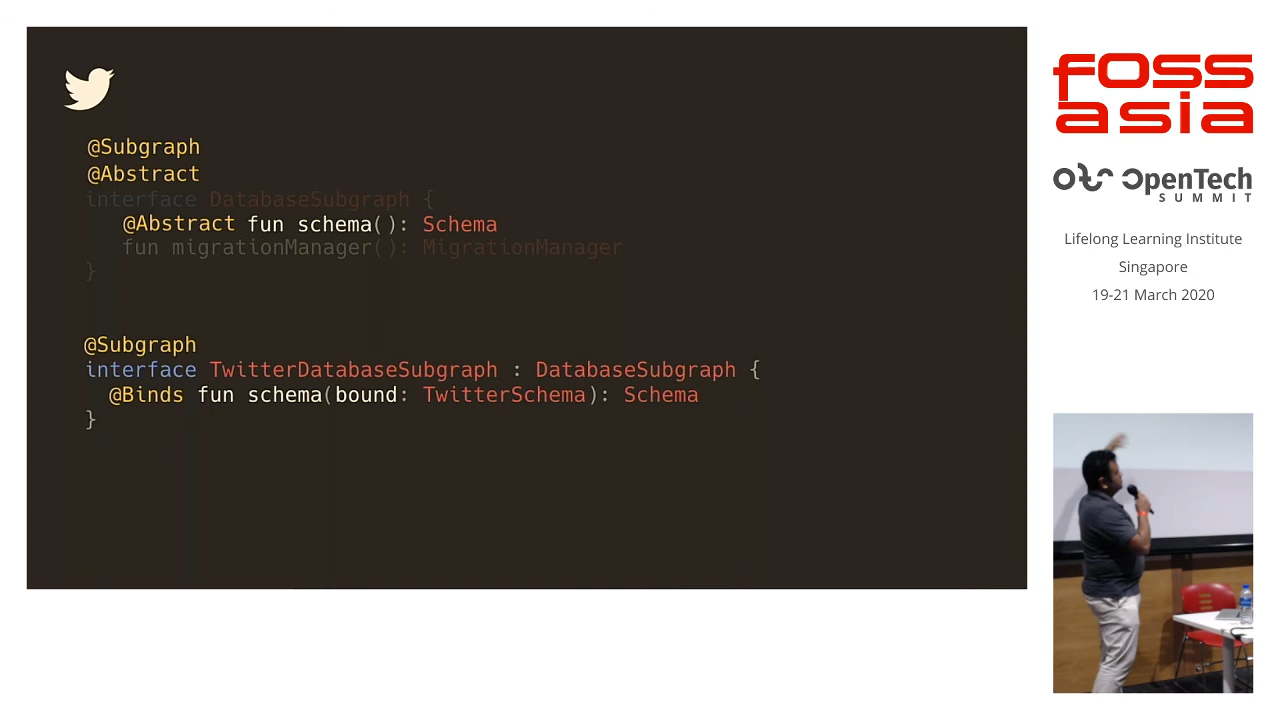 @Subgraph
@Abstract
interface DatabaseSubgraph {
@Abstract fun schema(): Schema
fun migrationManager(): MigrationManager
}
@Subgraph
interface TwitterDatabaseSubgraph : DatabaseSubgraph {
@Binds fun schema(bound: TwitterSchema): Schema
}
foss
asia
OpenTech
SUMMIT
Lifelong Learning Institute
Singapore
19-21 March 2020